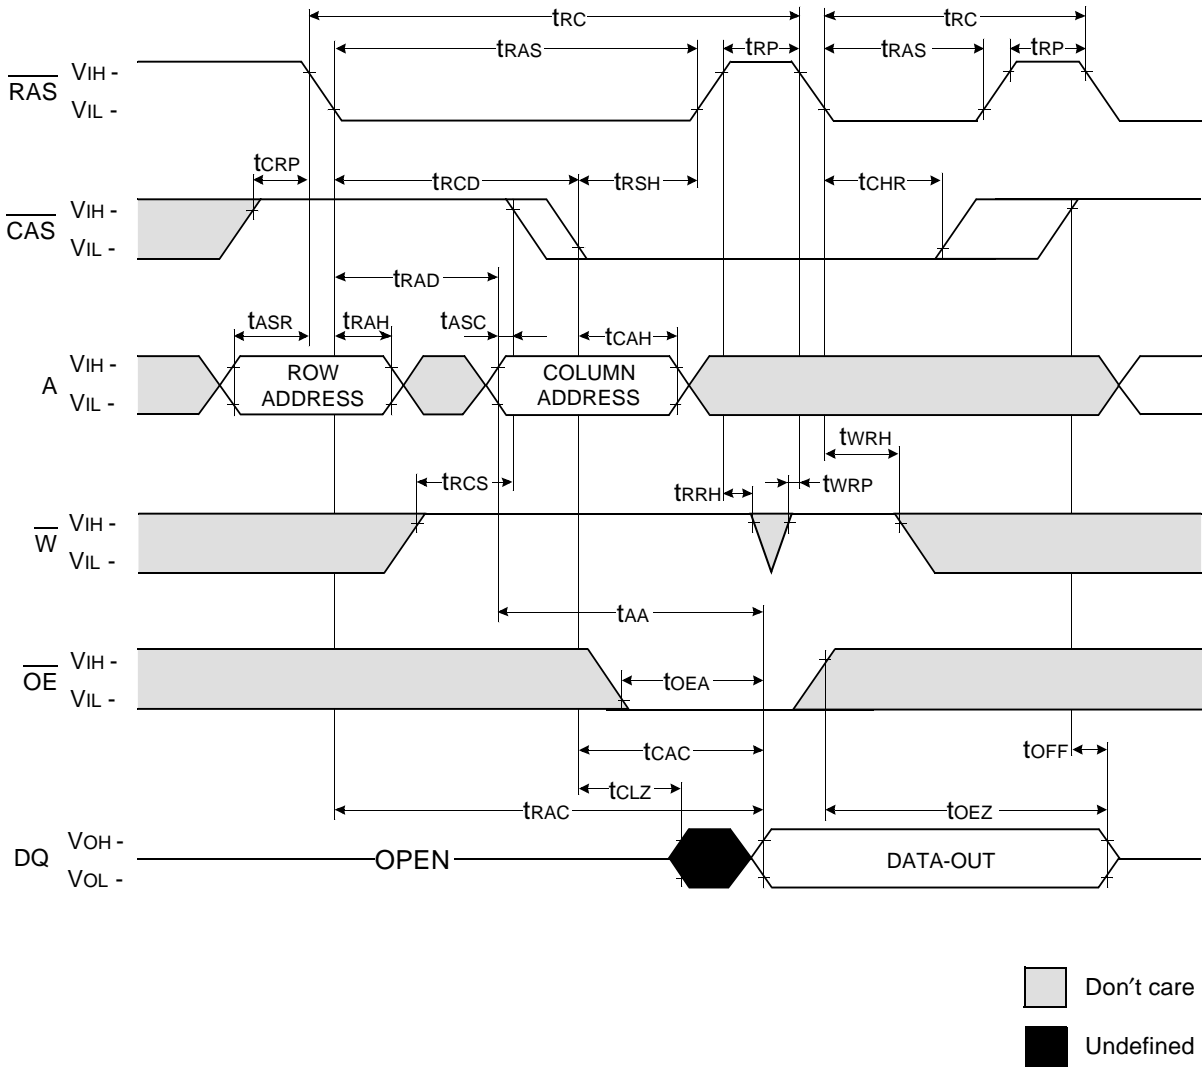 tRC tRC
tRAS tRP tRAS tRP
RAS VIH -
VIL -
tCRP tRCD tRSH tCHR
CAS VIH -
VIL -
tRAD
tASR tRAH tASC tCAH
A VIH -
VIL -
ROW ADDRESS
COLUMN ADDRESS
tWRH
tRCS tRRH tWRP
W VIH -
VIL -
tAA
OE VIH -
VIL -
tOEA
tCAC tOFF
tCLZ
tRAC tOEZ
DQ VOH -
VOL -
OPEN DATA-OUT
Don′t care
Undefined